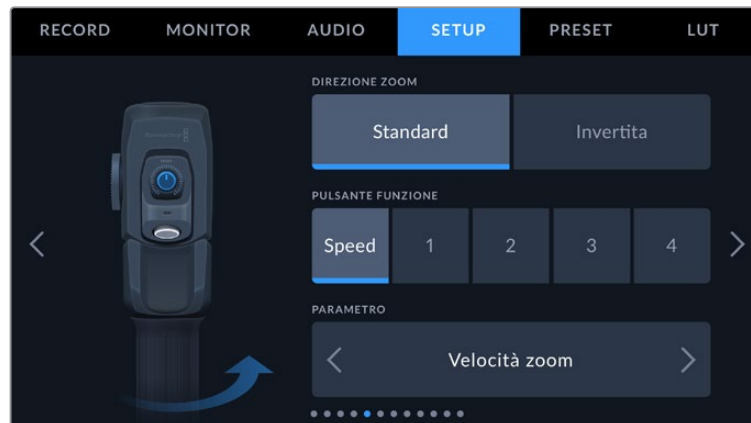 RECORD MONITOR AUDIO SETUP PRESET LUT
DIREZIONE ZOOM
Standard Invertita
PULSANTE FUNZIONE
Speed 1 2 3 4
PARAMETRO
Velocità zoom